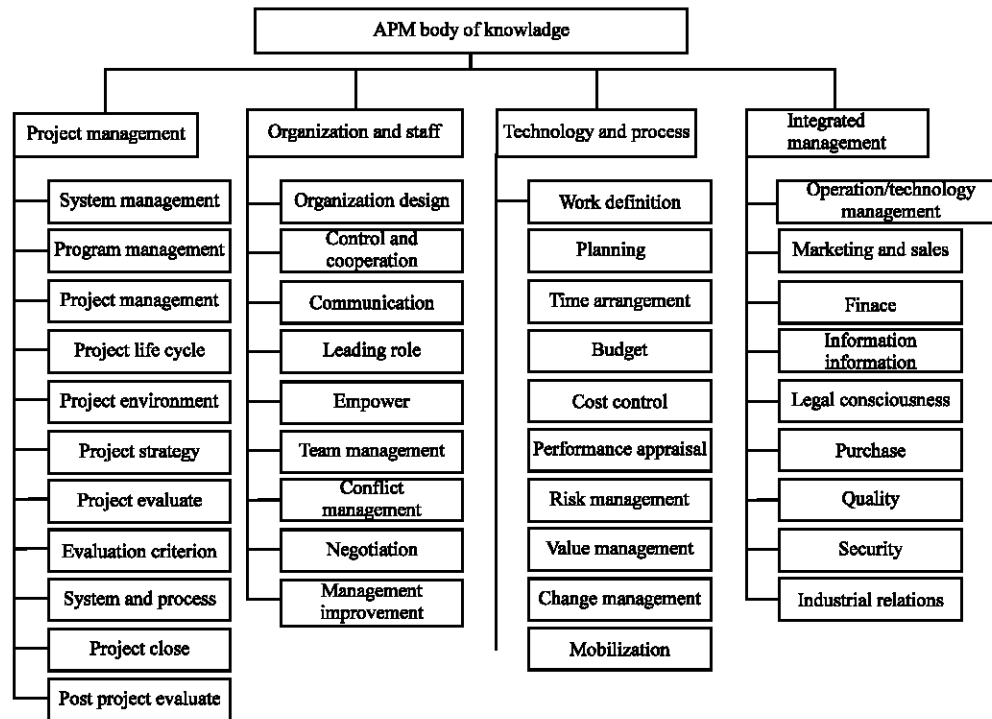 APM body of knowladge
Project management
System management
Program management
Project management
Project life cycle
Project environment
Project strategy
Project evaluate
Evaluation criterion
System and process
Project close
Post project evaluate
Organization and staff
Organization design
Control and
cooperation
Communication
Leading role
Empower
Team management
Conflict
management
Negotiation
Management
improvement
Technology and process
Work definition
Planning
Time arrangement
Budget
Cost control
Performance appraisal
Risk management
Value management
Change management
Mobilization
Integrated
management
Operation/technology
management
Marketing and sales
Finace
Information
information
Legal consciousness
Purchase
Quality
Security
Industrial relations